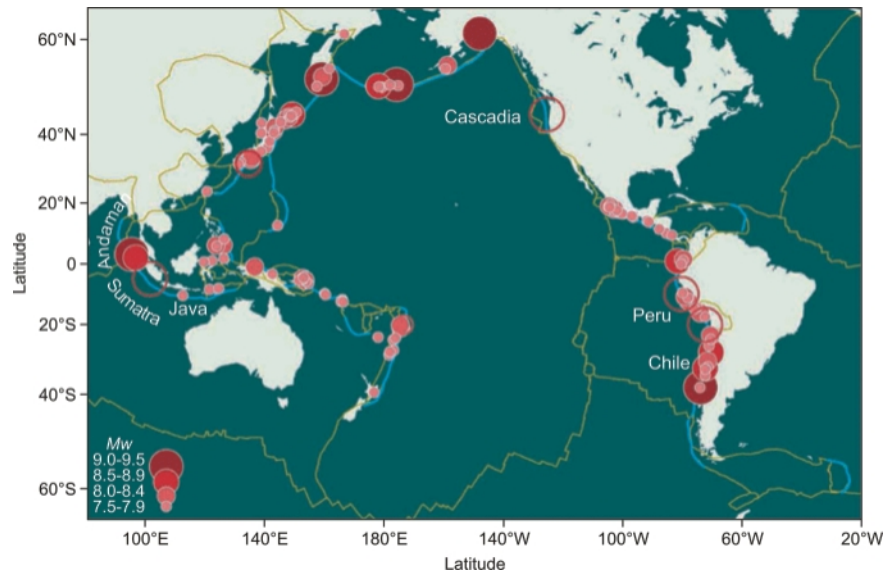 60°N
40°N
20°N
0
20°S
40°S
60°S
Latitude
Cascadia
Andaman
Sumatra
Java
Peru
Chile
Mw
9.0-9.5
8.5-8.9
8.0-8.4
7.5-7.9
100°E
140°E
180°E
140°W
100°W
60°W
20°W
Latitude